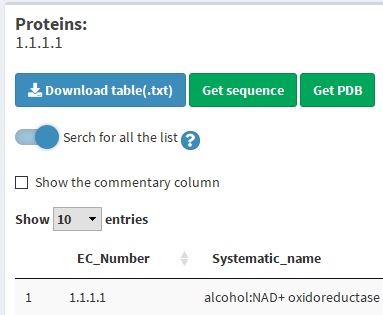 Proteins:
1.1.1.1
Download table(.txt) Get sequence Get PDB
Serch for all the list ?
Show the commentary column
Show 10 entries
EC_Number Systematic_name
1 1.1.1.1 alcohol:NAD+ oxidoreductase